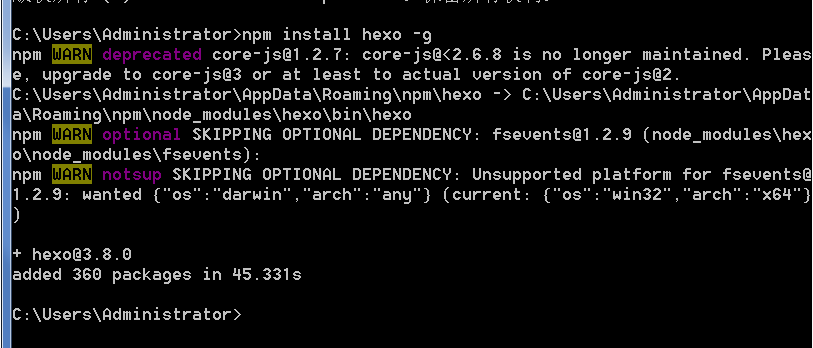 C:\Users\Administrator>npm install hexo -g
npm WARN deprecated core-js@1.2.7: core-js@<2.6.8 is no longer maintained. Pleas
e, upgrade to core-js@3 or at least to actual version of core-js@2.
C:\Users\Administrator\AppData\Roaming\npm\hexo -> C:\Users\Administrator\AppDat
a\Roaming\npm\node_modules\hexo\bin\hexo
npm WARN optional SKIPPING OPTIONAL DEPENDENCY: fsevents@1.2.9 (node_modules\hex
o\node_modules\fsevents):
npm WARN notsup SKIPPING OPTIONAL DEPENDENCY: Unsupported platform for fsevents@
1.2.9: wanted {"os":"darwin","arch":"any"} (current: {"os":"win32","arch":"x64"}
)
+ hexo@3.8.0
added 360 packages in 45.331s
C:\Users\Administrator>